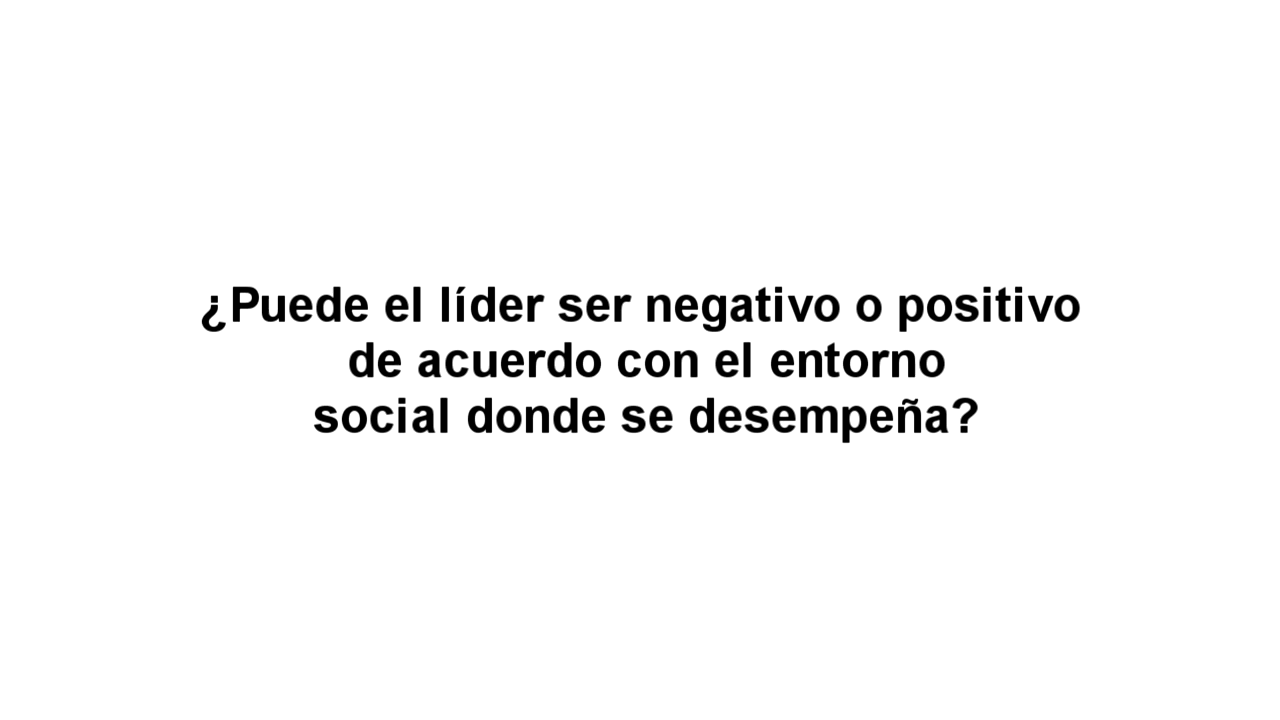 ¿Puede el líder ser negativo o positivo
de acuerdo con el entorno
social donde se desempeña?